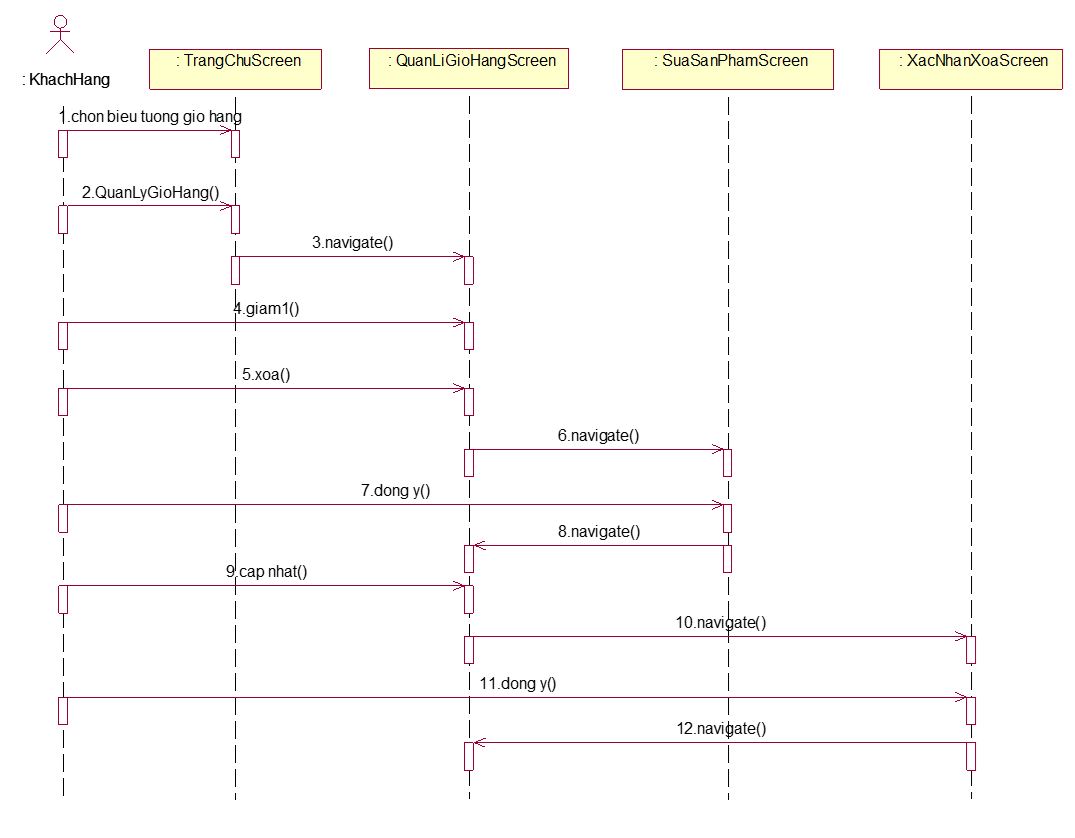 : KhachHang
: TrangChuScreen
: QuanLiGioHangScreen
: SuaSanPhamScreen
: XacNhanXoaScreen
1.chon bieu tuong gio hang
2.QuanLyGioHang()
3.navigate()
4.giam1()
5.xoa()
6.navigate()
7.dong y()
8.navigate()
9.cap nhat()
10.navigate()
11.dong y()
12.navigate()